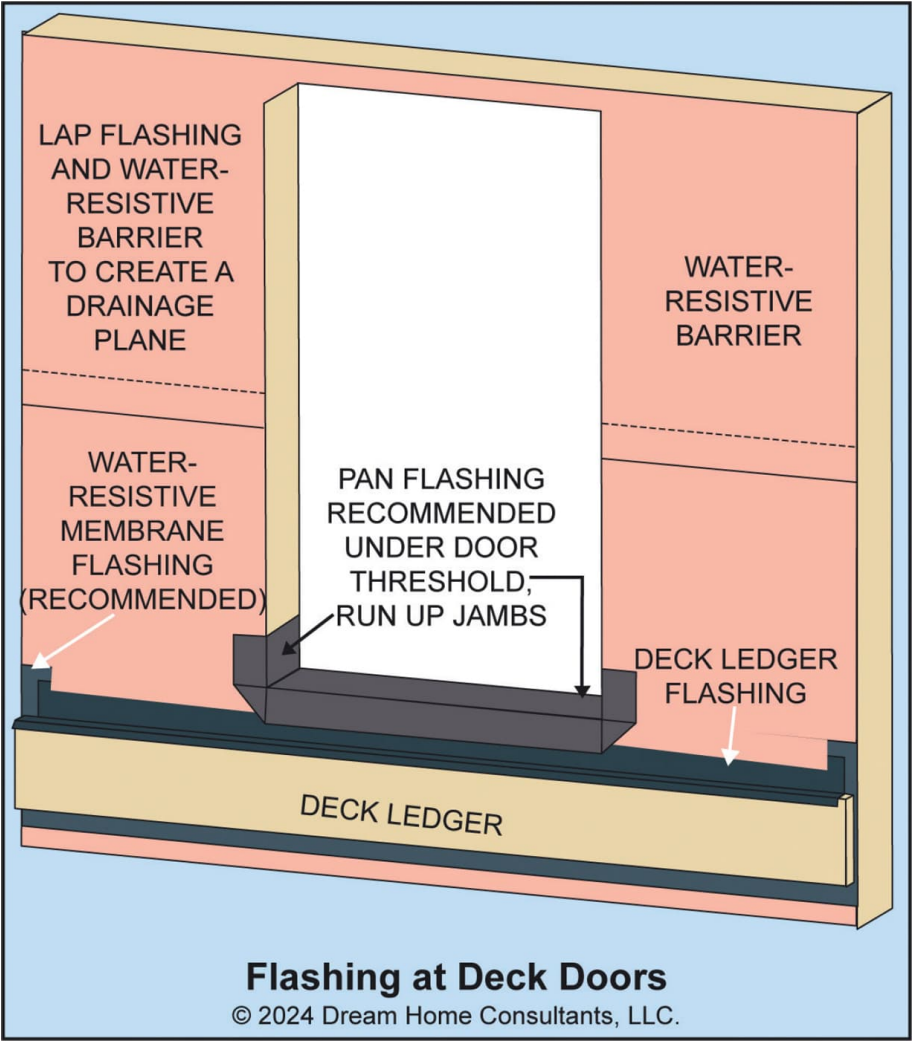 LAP FLASHING
AND WATER-
RESISTIVE
BARRIER
TO CREATE A
DRAINAGE
PLANE
WATER-
RESISTIVE
BARRIER
WATER-
RESISTIVE
MEMBRANE
FLASHING
(RECOMMENDED)
PAN FLASHING
RECOMMENDED
UNDER DOOR
THRESHOLD,
RUN UP JAMBS
DECK LEDGER
FLASHING
DECK LEDGER
Flashing at Deck Doors
© 2024 Dream Home Consultants, LLC.